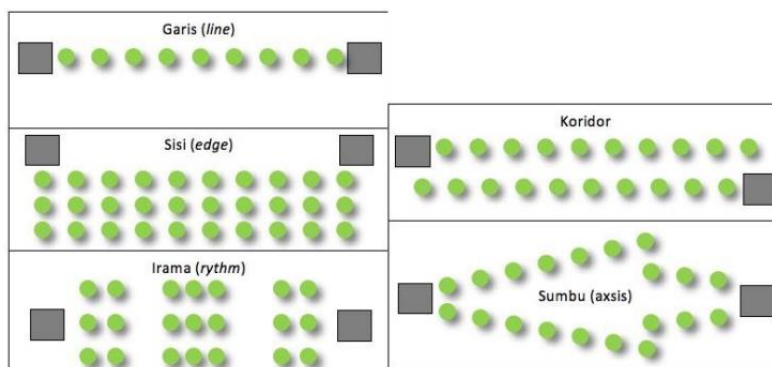 Garis (line)
Sisi (edge)
Irama (rythm)
Koridor
Sumbu (axsis)